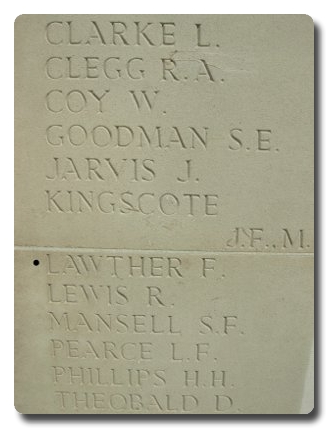 CLARKE L.
CLEGG R.A.
COY W.
GOODMAN S.E.
JARVIS J.
KINGSCOTE
J.F., M.
LAWTHER F.
LEWIS R.
MANSELL S.F.
PEARCE L.F.
PHILLIPS H.H.
THEOBALD D.